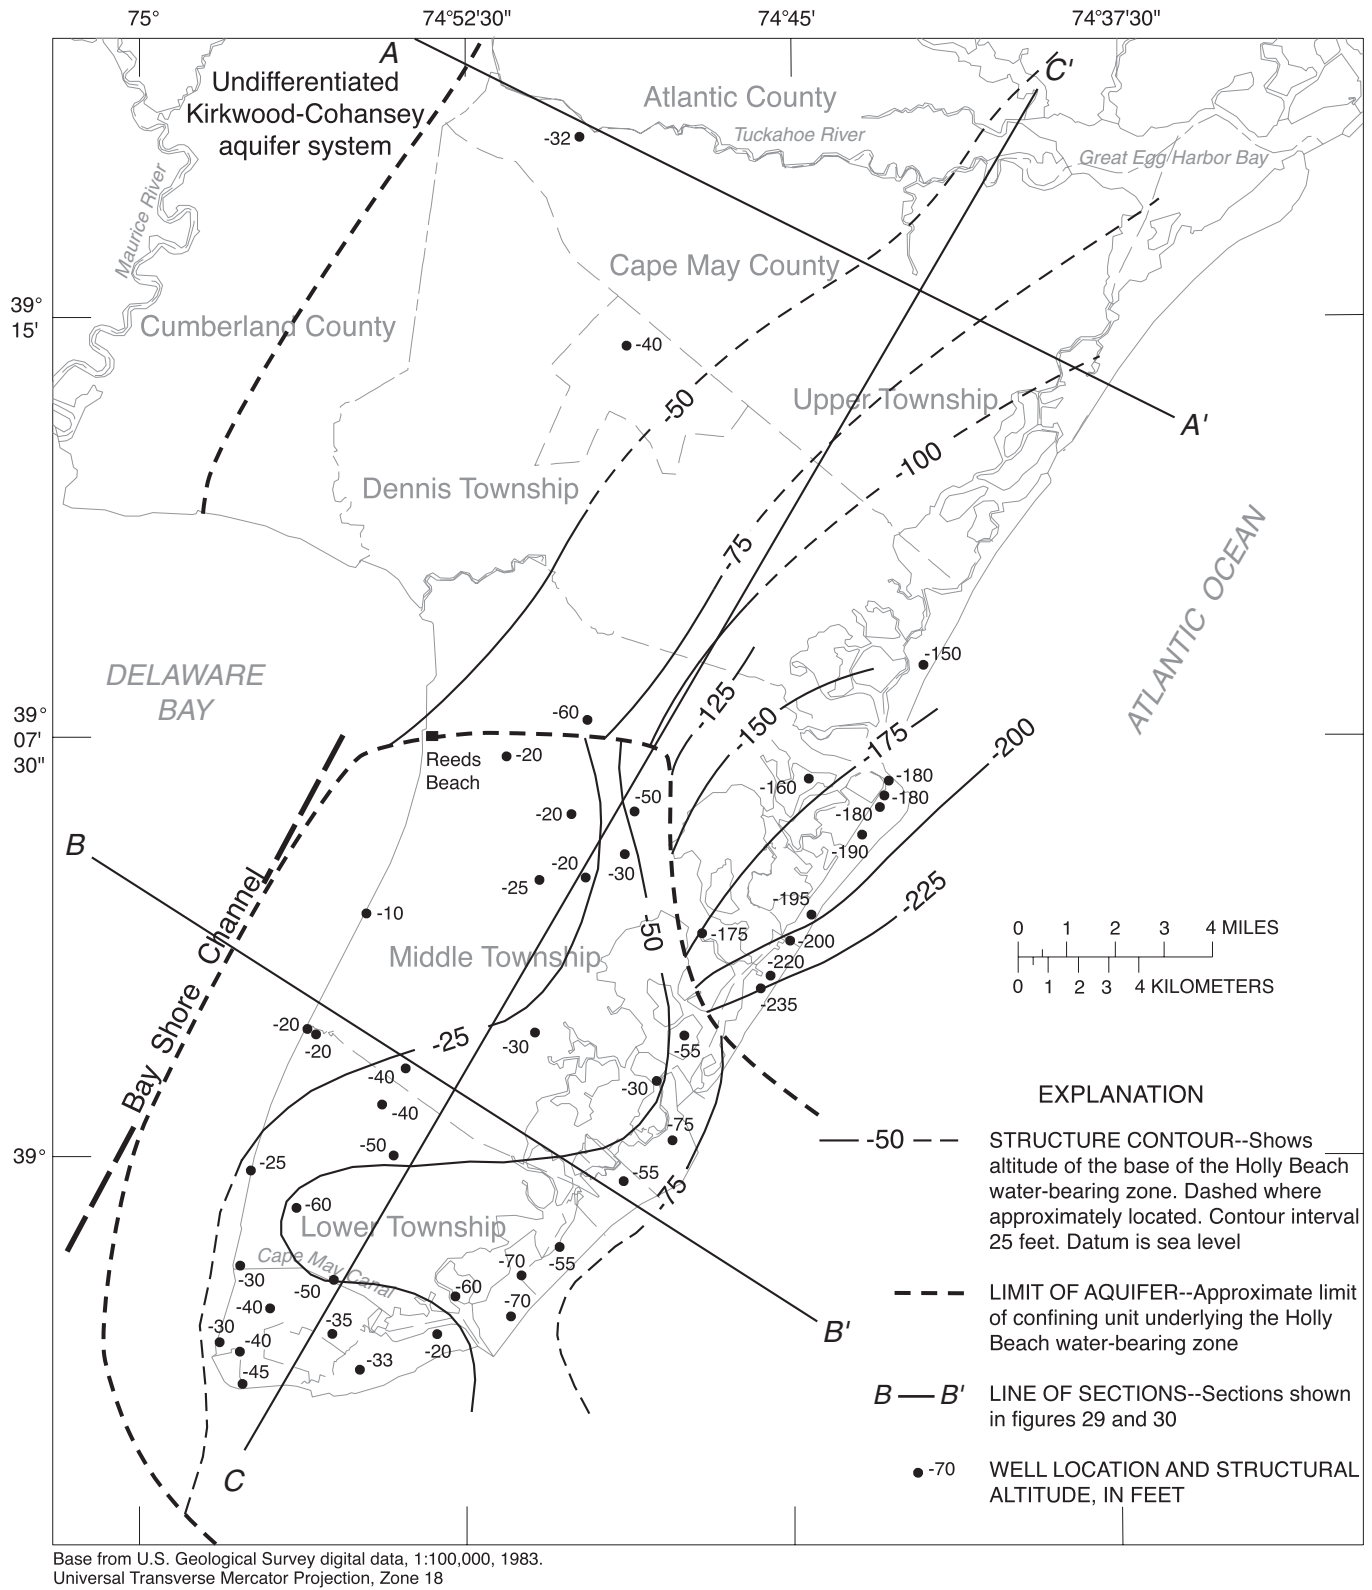 75°
74°52'30"
74°45'
74°37'30"
A
Undifferentiated
Kirkwood-Cohansey
aquifer system
C'
Atlantic County
Tuckahoe River
Great Egg Harbor Bay
-32
Maurice River
Cape May County
39°
15'
Cumberland County
-40
-50
Upper Township
A'
-100
Dennis Township
-75
ATLANTIC OCEAN
-150
DELAWARE
BAY
-125
-150
-175
-200
39°
07'
30"
-60
Reeds
Beach
-20
-160
-180
-180
-180
-190
-50
-20
-20
-30
-25
B
-225
-195
-10
-50
-175
-200
-220
-235
Middle Township
Bay Shore Channel
0 1 2 3 4 MILES
0 1 2 3 4 KILOMETERS
-20
-20
-25
-30
-55
-40
-30
-40
-75
-50
39°
-25
-55
-75
-60
Lower Township
Cape May Canal
-55
-70
-30
-50
-60
-40
-70
-30
-35
-40
-20
-33
-45
B'
C
EXPLANATION
-50
STRUCTURE CONTOUR--Shows
altitude of the base of the Holly Beach
water-bearing zone. Dashed where
approximately located. Contour interval
25 feet. Datum is sea level
LIMIT OF AQUIFER--Approximate limit
of confining unit underlying the Holly
Beach water-bearing zone
B B' LINE OF SECTIONS--Sections shown
in figures 29 and 30
-70 WELL LOCATION AND STRUCTURAL
ALTITUDE, IN FEET
Base from U.S. Geological Survey digital data, 1:100,000, 1983.
Universal Transverse Mercator Projection, Zone 18